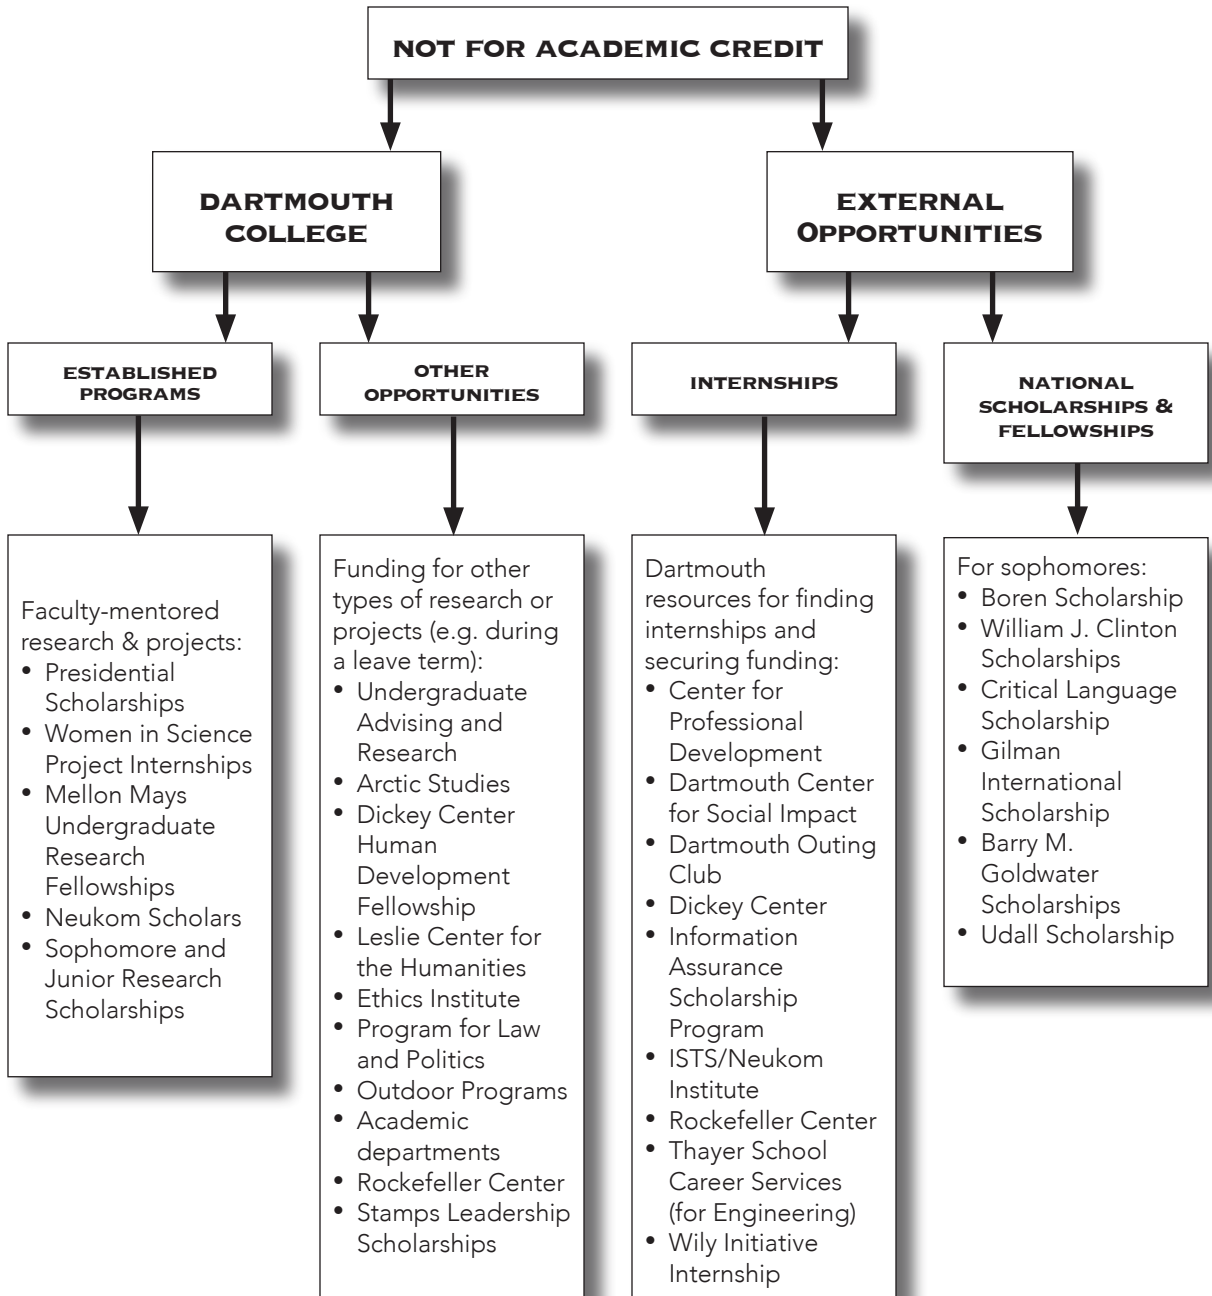 NOT FOR ACADEMIC CREDIT
DARTMOUTH
COLLEGE
EXTERNAL
OPPORTUNITIES
ESTABLISHED
PROGRAMS
OTHER
OPPORTUNITIES
INTERNSHIPS
NATIONAL
SCHOLARSHIPS &
FELLOWSHIPS
Faculty-mentored
research & projects:
• Presidential
Scholarships
• Women in Science
Project Internships
• Mellon Mays
Undergraduate
Research
Fellowships
• Neukom Scholars
• Sophomore and
Junior Research
Scholarships
Funding for other
types of research or
projects (e.g. during
a leave term):
• Undergraduate
Advising and
Research
• Arctic Studies
• Dickey Center
Human
Development
Fellowship
• Leslie Center for
the Humanities
• Ethics Institute
• Program for Law
and Politics
• Outdoor Programs
• Academic
departments
• Rockefeller Center
• Stamps Leadership
Scholarships
Dartmouth
resources for finding
internships and
securing funding:
• Center for
Professional
Development
• Dartmouth Center
for Social Impact
• Dartmouth Outing
Club
• Dickey Center
• Information
Assurance
Scholarship
Program
• ISTS/Neukom
Institute
• Rockefeller Center
• Thayer School
Career Services
(for Engineering)
• Wily Initiative
Internship
For sophomores:
• Boren Scholarship
• William J. Clinton
Scholarships
• Critical Language
Scholarship
• Gilman
International
Scholarship
• Barry M.
Goldwater
Scholarships
• Udall Scholarship